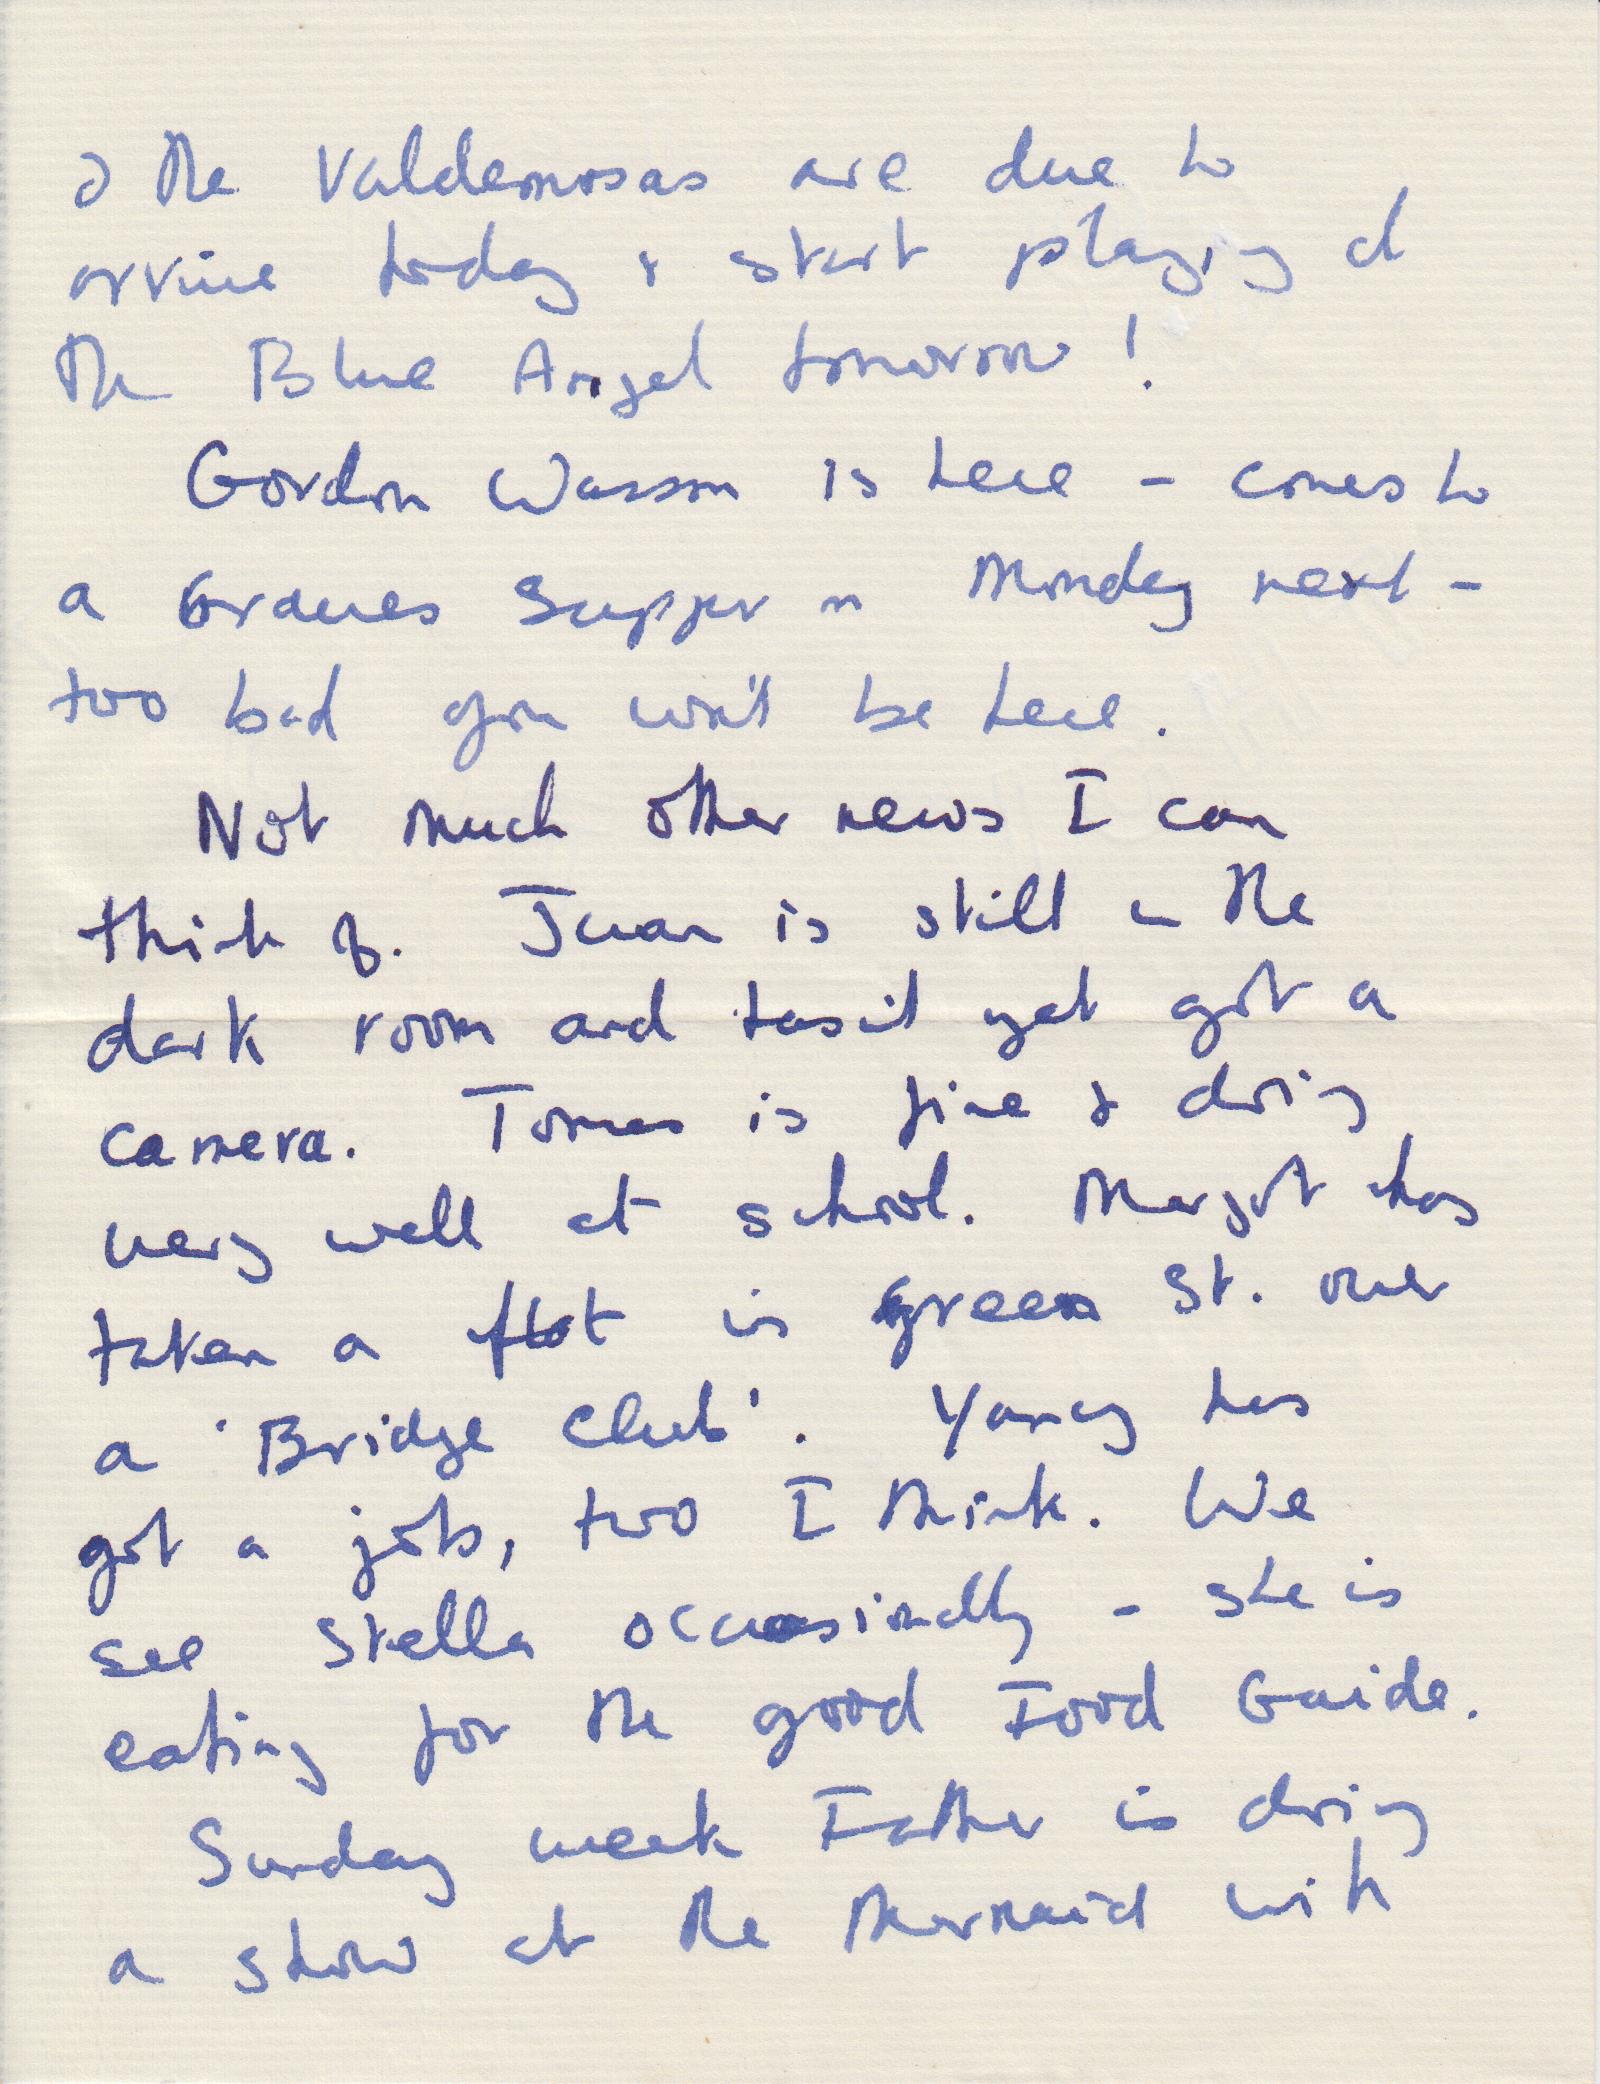 & The Valdemosas are due to
arrive today & start playing at
The Blue Angel tomorrow!
Gordon Wasson is here - comes to
a Graves Supper on Monday next -
too bad you won't be here.
Not much other news I can
think of. Juan is still in the
dark room and hasn't yet got a
camera. Tomas is fine & doing
very well at school. Margot has
taken a flat in green St. over
a 'Bridge Club'. Yancy has
got a job, too I think. We
see Stella occasionally - she is
eating for the good Food Guide.
Sunday week Father is doing
a show at the Mermaid with